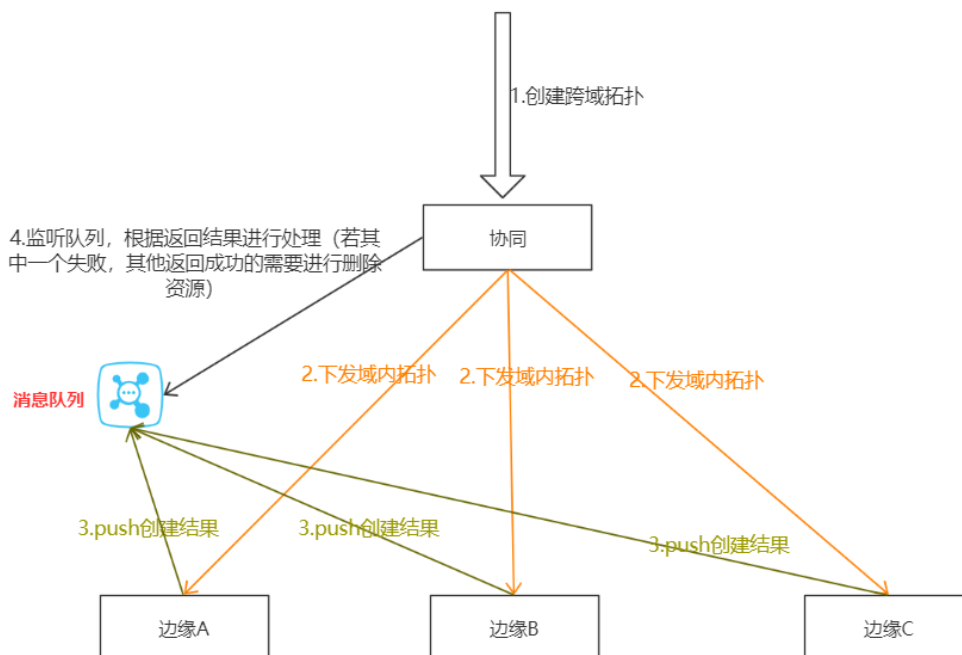 1.创建跨域拓扑
协同
4.监听队列，根据返回结果进行处理（若其
中一个失败，其他返回成功的需要进行删除
资源）
2.下发域内拓扑
2.下发域内拓扑
2.下发域内拓扑
消息队列
3.push创建结果
3.push创建结果
3.push创建结果
边缘A
边缘B
边缘C